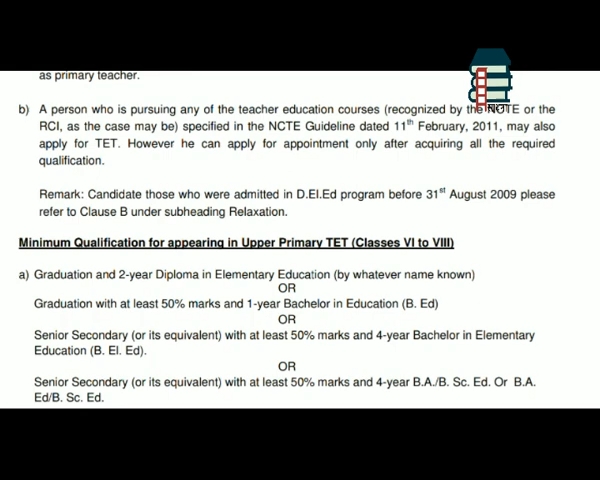 as primary teacher.
b) A person who is pursuing any of the teacher education courses (recognized by the NCTE or the
RCI, as the case may be) specified in the NCTE Guideline dated 11th February, 2011, may also
apply for TET. However he can apply for appointment only after acquiring all the required
qualification.
Remark: Candidate those who were admitted in D.El.Ed program before 31st August 2009 please
refer to Clause B under subheading Relaxation.
Minimum Qualification for appearing in Upper Primary TET (Classes VI to VIII)
a) Graduation and 2-year Diploma in Elementary Education (by whatever name known)
OR
Graduation with at least 50% marks and 1-year Bachelor in Education (B. Ed)
OR
Senior Secondary (or its equivalent) with at least 50% marks and 4-year Bachelor in Elementary
Education (B. El. Ed).
OR
Senior Secondary (or its equivalent) with at least 50% marks and 4-year B.A./B. Sc. Ed. Or B.A.
Ed/B. Sc. Ed.